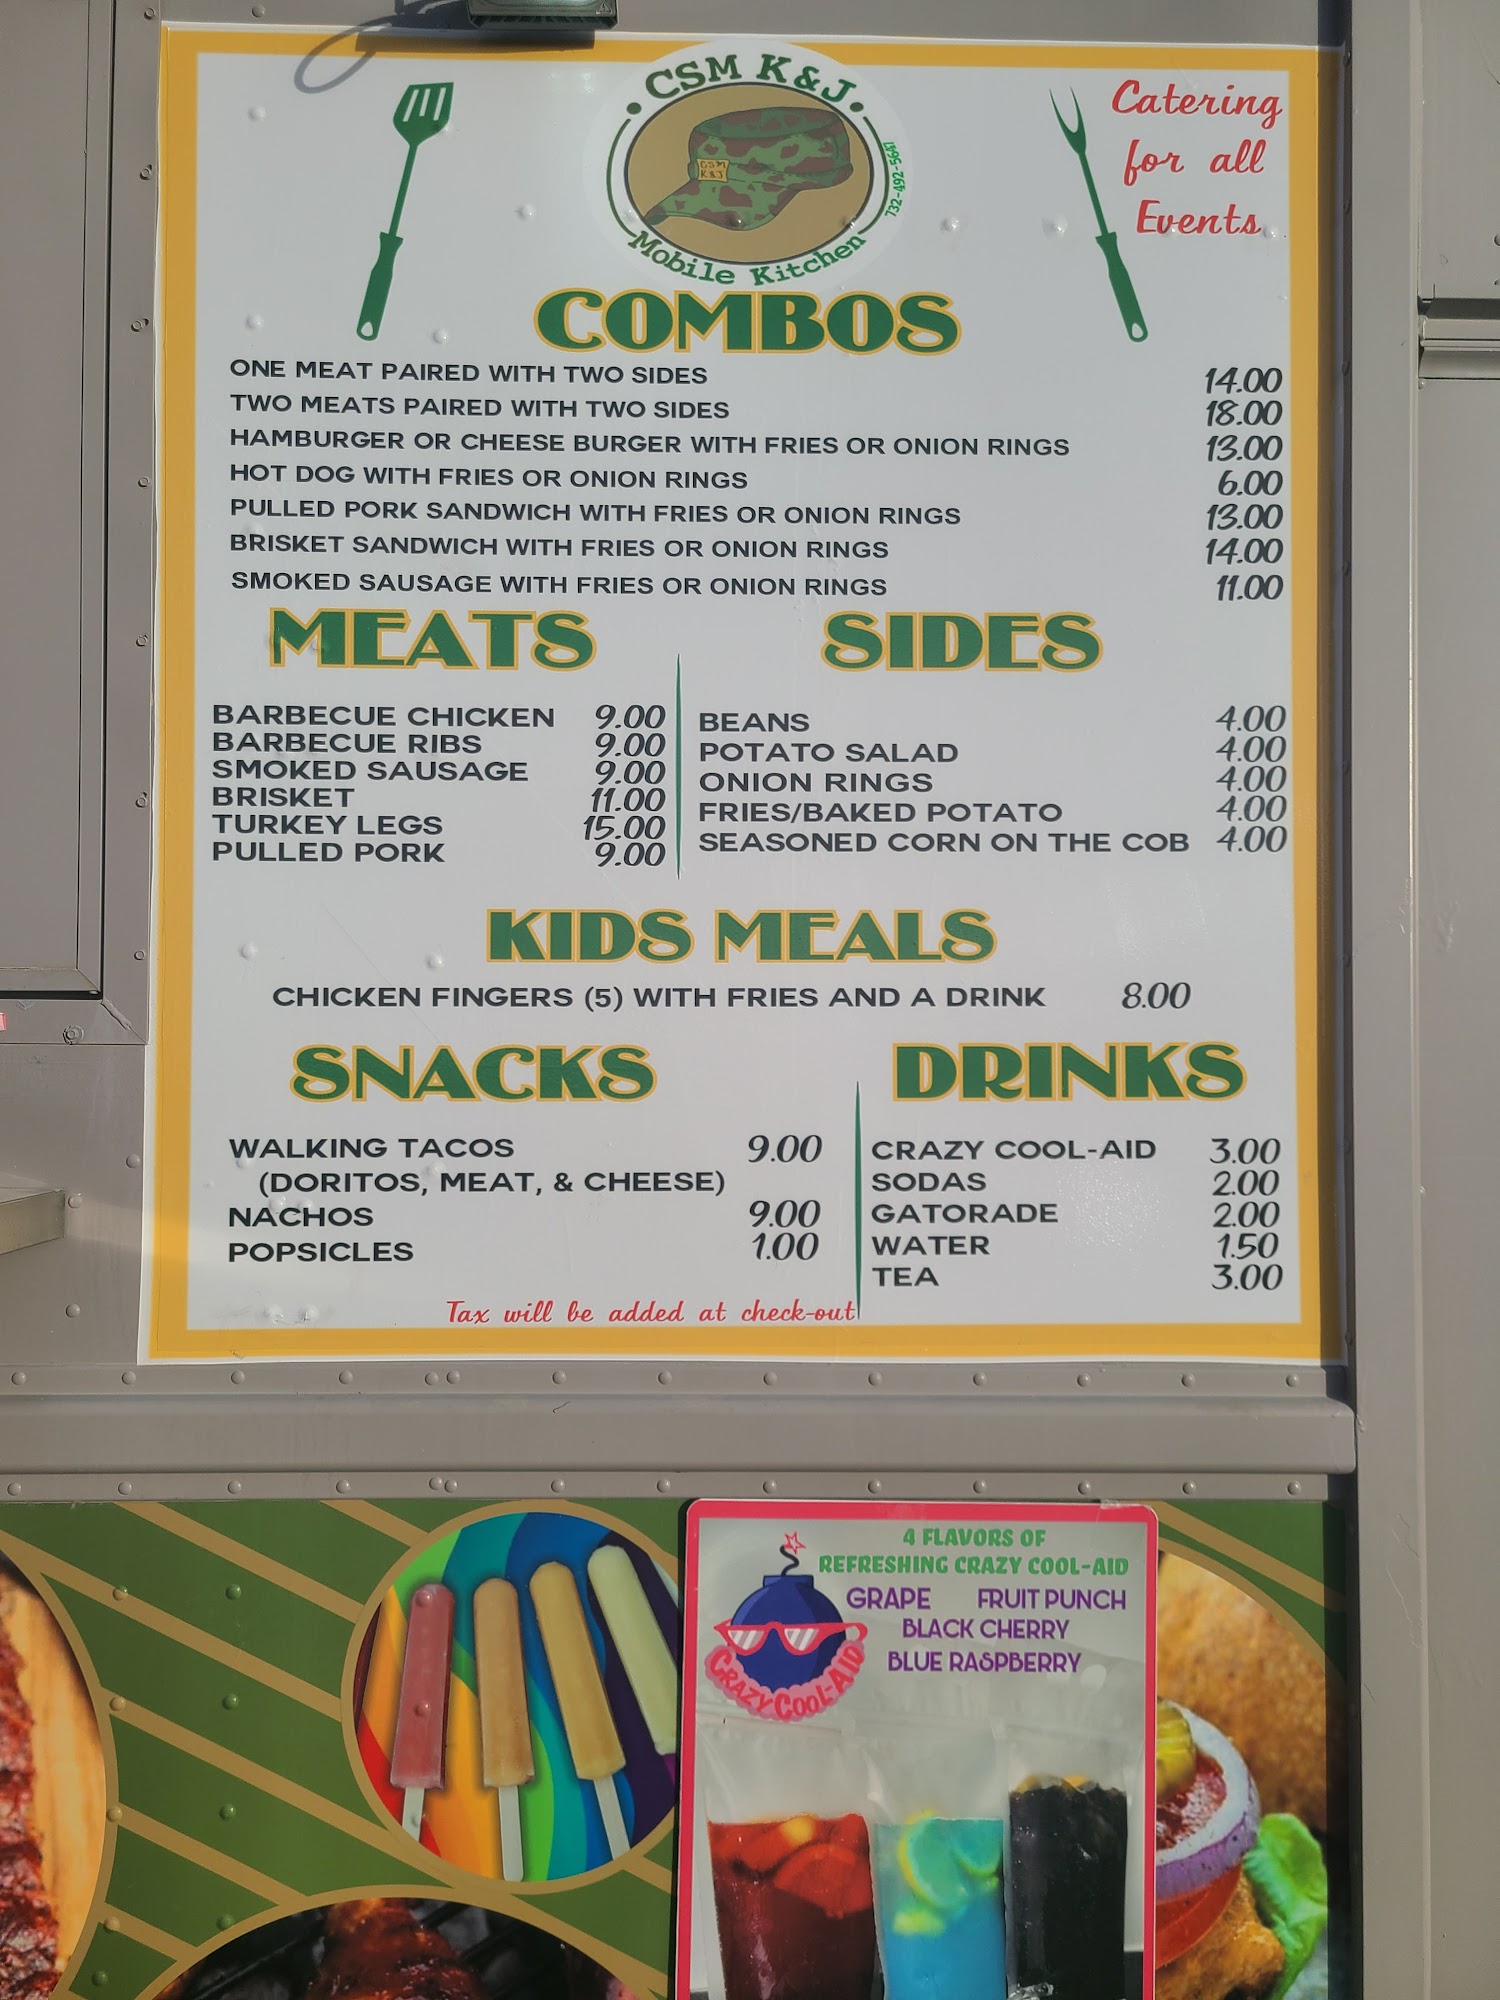 CSM K&J
CSM
K&J
732-492-5641
Mobile Kitchen
Catering
for all
Events
COMBOS
ONE MEAT PAIRED WITH TWO SIDES 14.00
TWO MEATS PAIRED WITH TWO SIDES 18.00
HAMBURGER OR CHEESE BURGER WITH FRIES OR ONION RINGS 13.00
HOT DOG WITH FRIES OR ONION RINGS 6.00
PULLED PORK SANDWICH WITH FRIES OR ONION RINGS 13.00
BRISKET SANDWICH WITH FRIES OR ONION RINGS 14.00
SMOKED SAUSAGE WITH FRIES OR ONION RINGS 11.00
MEATS
BARBECUE CHICKEN 9.00
BARBECUE RIBS 9.00
SMOKED SAUSAGE 9.00
BRISKET 11.00
TURKEY LEGS 15.00
PULLED PORK 9.00
SIDES
BEANS 4.00
POTATO SALAD 4.00
ONION RINGS 4.00
FRIES/BAKED POTATO 4.00
SEASONED CORN ON THE COB 4.00
KIDS MEALS
CHICKEN FINGERS (5) WITH FRIES AND A DRINK 8.00
SNACKS
WALKING TACOS 9.00
(DORITOS, MEAT, & CHEESE)
NACHOS 9.00
POPSICLES 1.00
DRINKS
CRAZY COOL-AID 3.00
SODAS 2.00
GATORADE 2.00
WATER 1.50
TEA 3.00
Tax will be added at check-out
4 FLAVORS OF
REFRESHING CRAZY COOL-AID
GRAPE FRUIT PUNCH
BLACK CHERRY
BLUE RASPBERRY
CRAZY COOL-AID